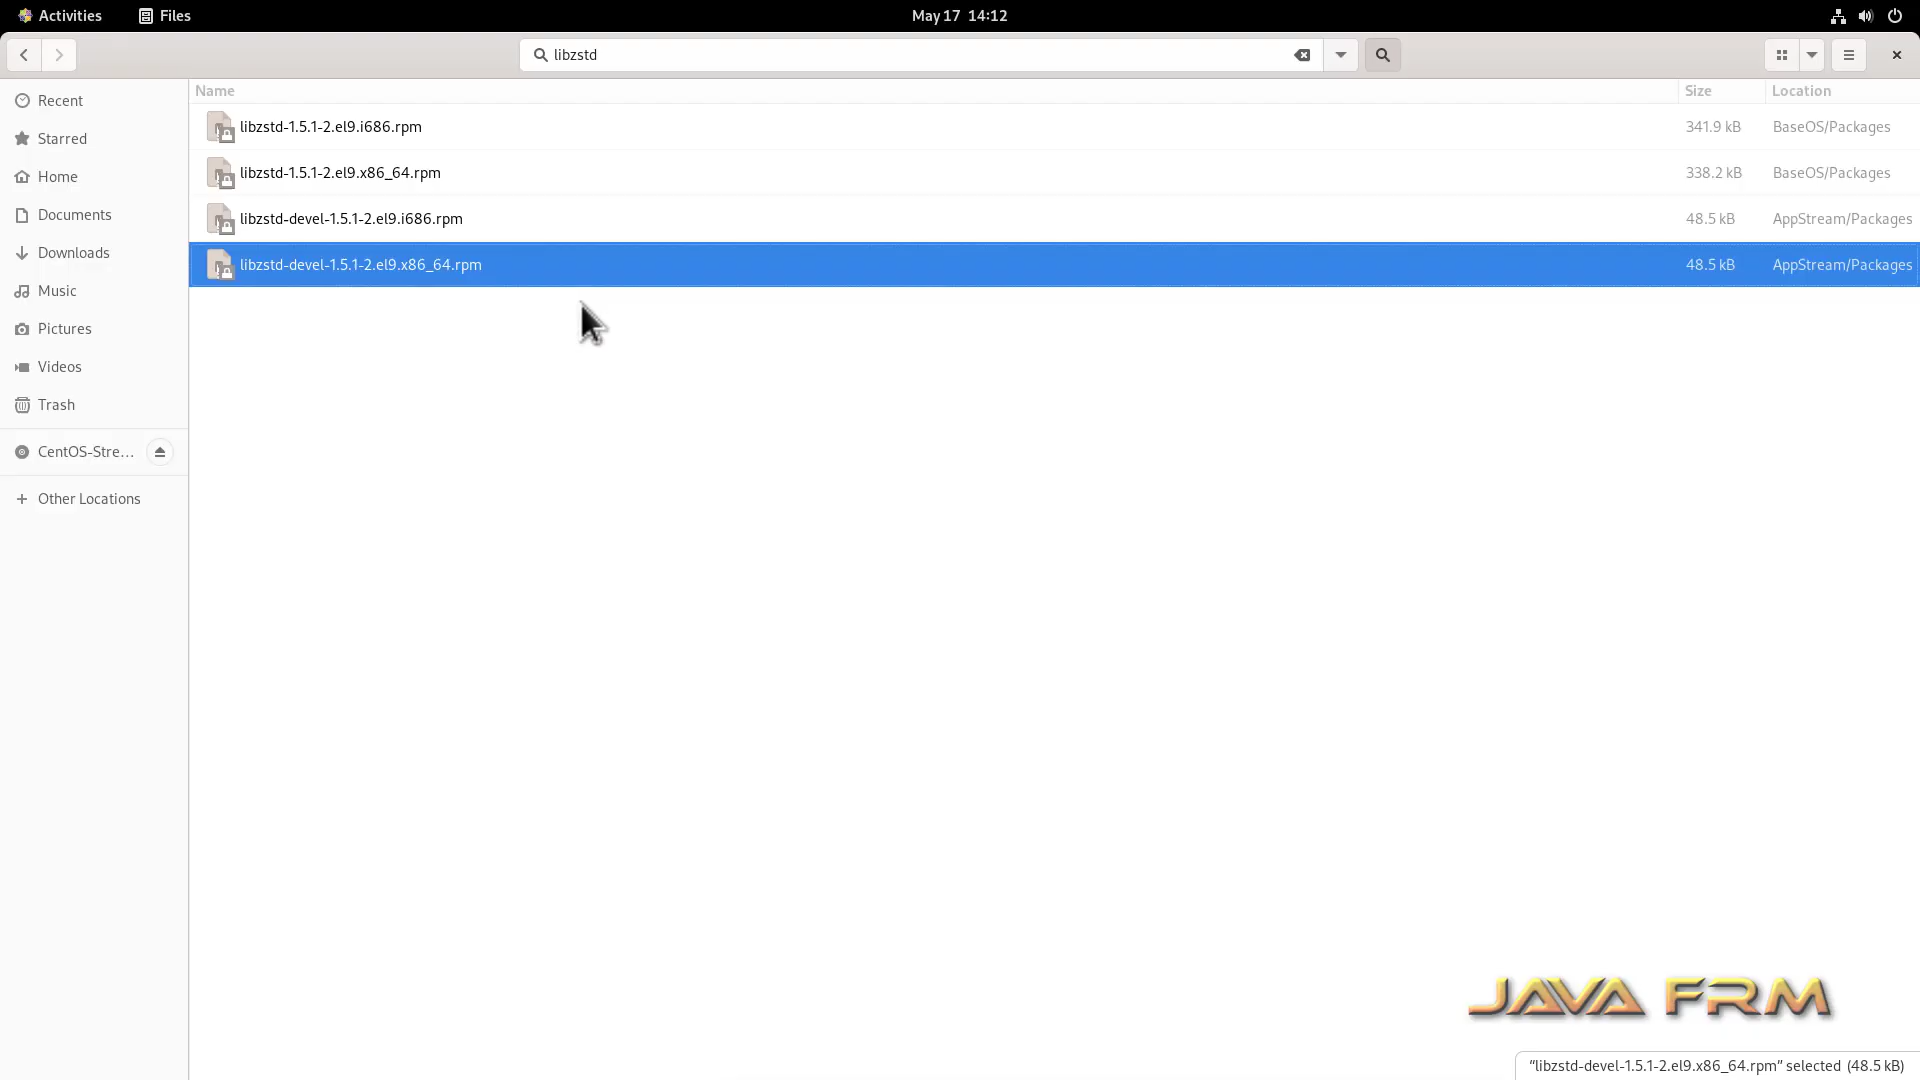 Activities Files May 17 14:12
libzstd
Name Size Location
Recent
Starred
Home
Documents
Downloads
Music
Pictures
Videos
Trash
CentOS-Stre...
Other Locations
libzstd-1.5.1-2.el9.i686.rpm 341.9 kB BaseOS/Packages
libzstd-1.5.1-2.el9.x86_64.rpm 338.2 kB BaseOS/Packages
libzstd-devel-1.5.1-2.el9.i686.rpm 48.5 kB AppStream/Packages
libzstd-devel-1.5.1-2.el9.x86_64.rpm 48.5 kB AppStream/Packages
JAVA FRM
“libzstd-devel-1.5.1-2.el9.x86_64.rpm” selected (48.5 kB)